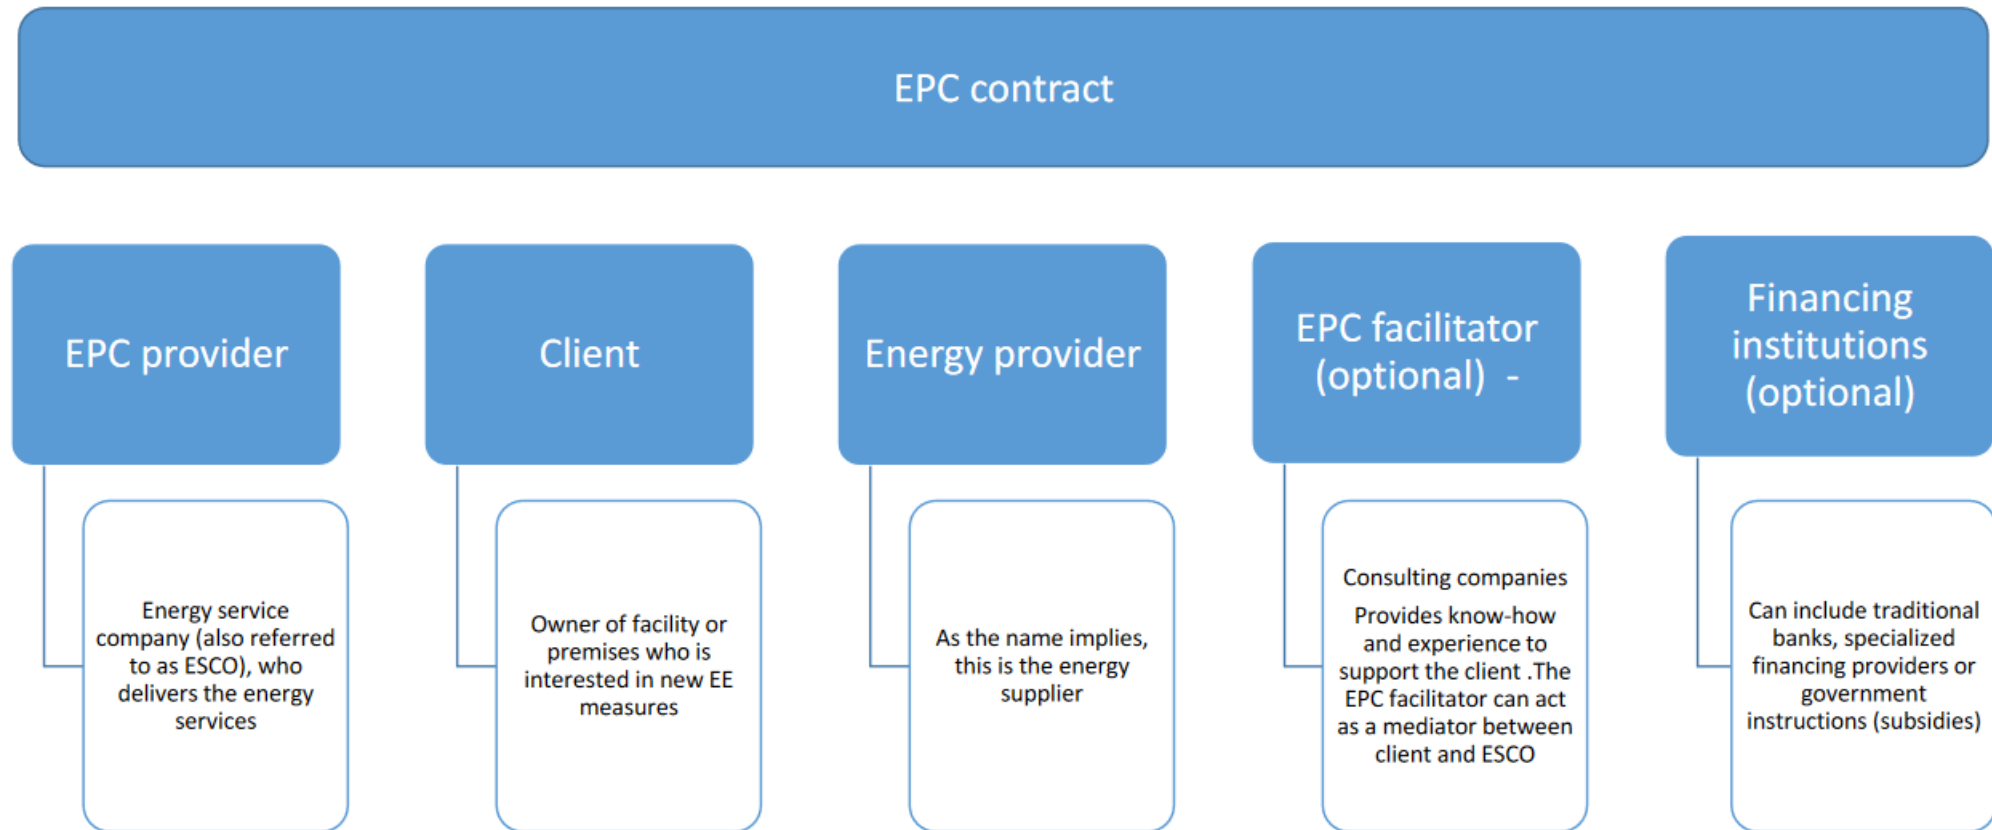 EPC contract
EPC provider
Client
Energy provider
EPC facilitator
(optional)  -
Financing
institutions
(optional)
Energy service
company (also referred
to as ESCO), who
delivers the energy
services
Owner of facility or
premises who is
interested in new EE
measures
As the name implies,
this is the energy
supplier
Consulting companies
Provides know-how
and experience to
support the client .The
EPC facilitator can act
as a mediator between
client and ESCO
Can include traditional
banks, specialized
financing providers or
government
instructions (subsidies)